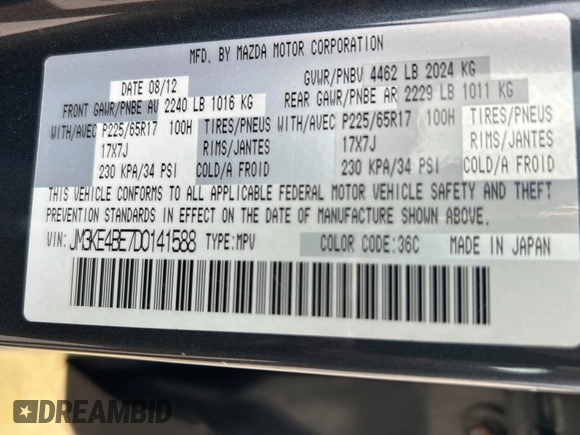 MFD. BY MAZDA MOTOR CORPORATION
DATE 08/12 GVWR/PNBV 4462 LB 2024 KG
FRONT GAWR/PNBE AV 2240 LB 1016 KG REAR GAWR/PNBE AR 2229 LB 1011 KG
WITH/AVEC P225/65R17 100H TIRES/PNEUS WITH/AVEC P225/65R17 100H TIRES/PNEUS
17X7J RIMS/JANTES 17X7J RIMS/JANTES
230 KPA/34 PSI COLD/A FROID 230 KPA/34 PSI COLD/A FROID
THIS VEHICLE CONFORMS TO ALL APPLICABLE FEDERAL MOTOR VEHICLE SAFETY AND THEFT
PREVENTION STANDARDS IN EFFECT ON THE DATE OF MANUFACTURE SHOWN ABOVE.
VIN: JM3KE4BE7D0141588 TYPE:MPV COLOR CODE:36C MADE IN JAPAN
DREAMBID